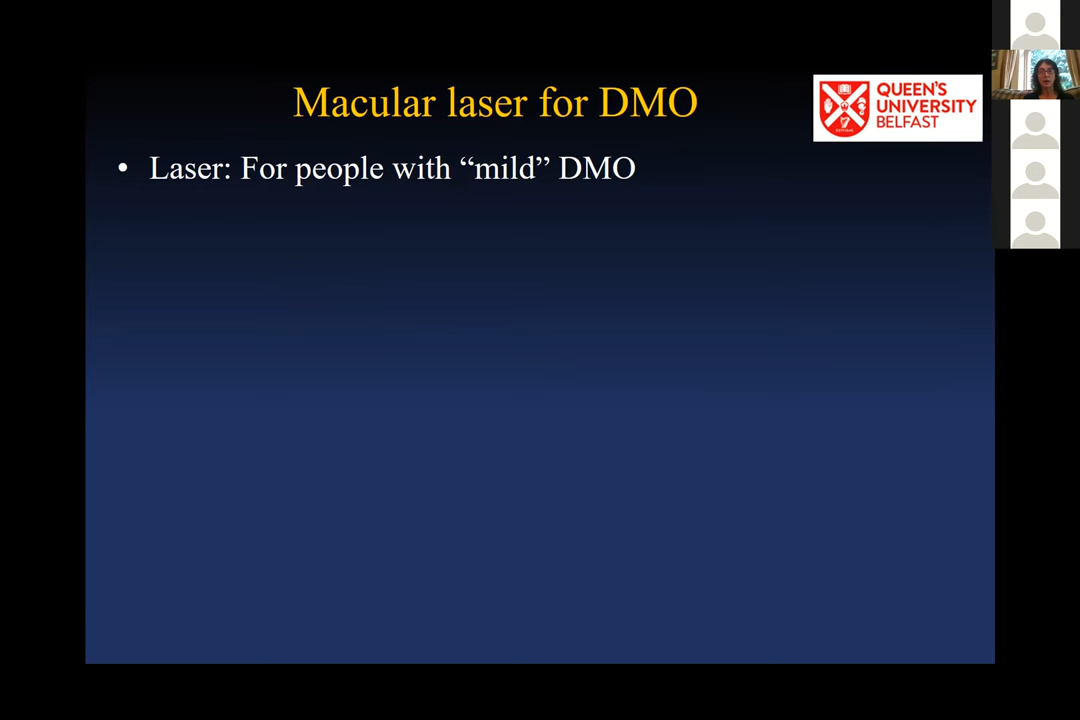 Macular laser for DMO
QUEEN'S
UNIVERSITY
BELFAST
• Laser: For people with “mild” DMO